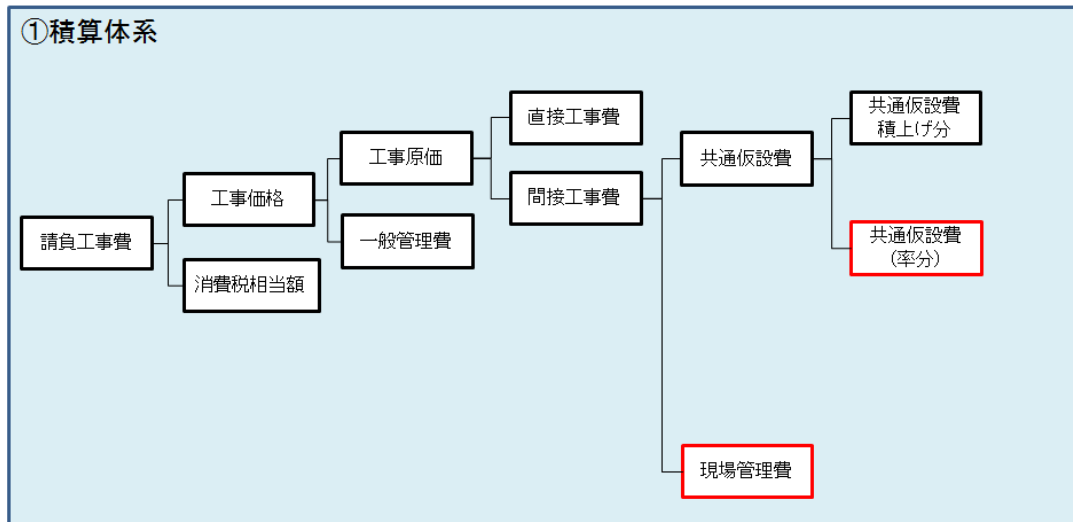 ①積算体系
直接工事費
共通仮設費
積上げ分
工事原価
共通仮設費
工事価格
間接工事費
請負工事費
一般管理費
共通仮設費
(率分)
消費税相当額
現場管理費